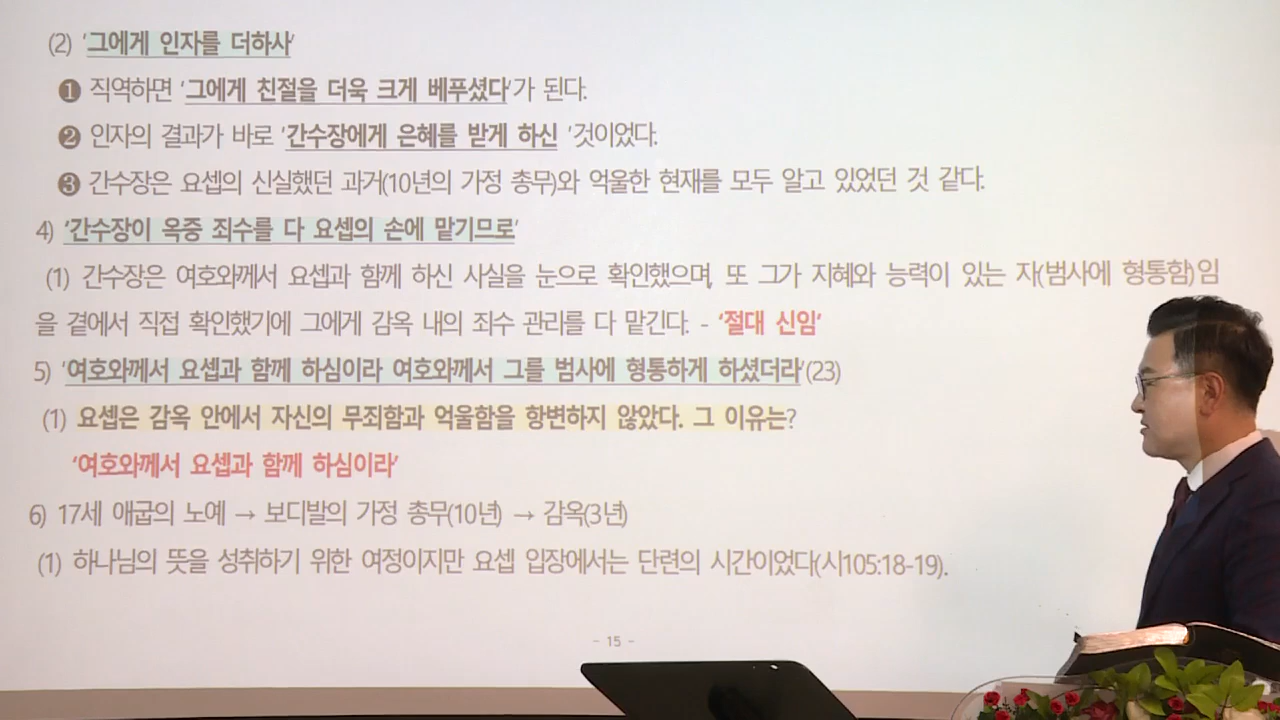 (2) '그에게 인자를 더하사'
❶ 직역하면 '그에게 친절을 더욱 크게 베푸셨다'가 된다.
❷ 인자의 결과가 바로 '간수장에게 은혜를 받게 하신 '것이었다.
❸ 간수장은 요셉의 신실했던 과거(10년의 가정 총무)와 억울한 현재를 모두 알고 있었던 것 같다.
4) '간수장이 옥중 죄수를 다 요셉의 손에 맡기므로'
(1) 간수장은 여호와께서 요셉과 함께 하신 사실을 눈으로 확인했으며, 또 그가 지혜와 능력이 있는 자(범사에 형통함)임
을 곁에서 직접 확인했기에 그에게 감옥 내의 죄수 관리를 다 맡긴다. - '절대 신임'
5) '여호와께서 요셉과 함께 하심이라 여호와께서 그를 범사에 형통하게 하셨더라'(23)
(1) 요셉은 감옥 안에서 자신의 무죄함과 억울함을 항변하지 않았다. 그 이유는?
'여호와께서 요셉과 함께 하심이라'
6) 17세 애굽의 노예 → 보디발의 가정 총무(10년) → 감옥(3년)
(1) 하나님의 뜻을 성취하기 위한 여정이지만 요셉 입장에서는 단련의 시간이었다(시105:18-19).
- 15 -